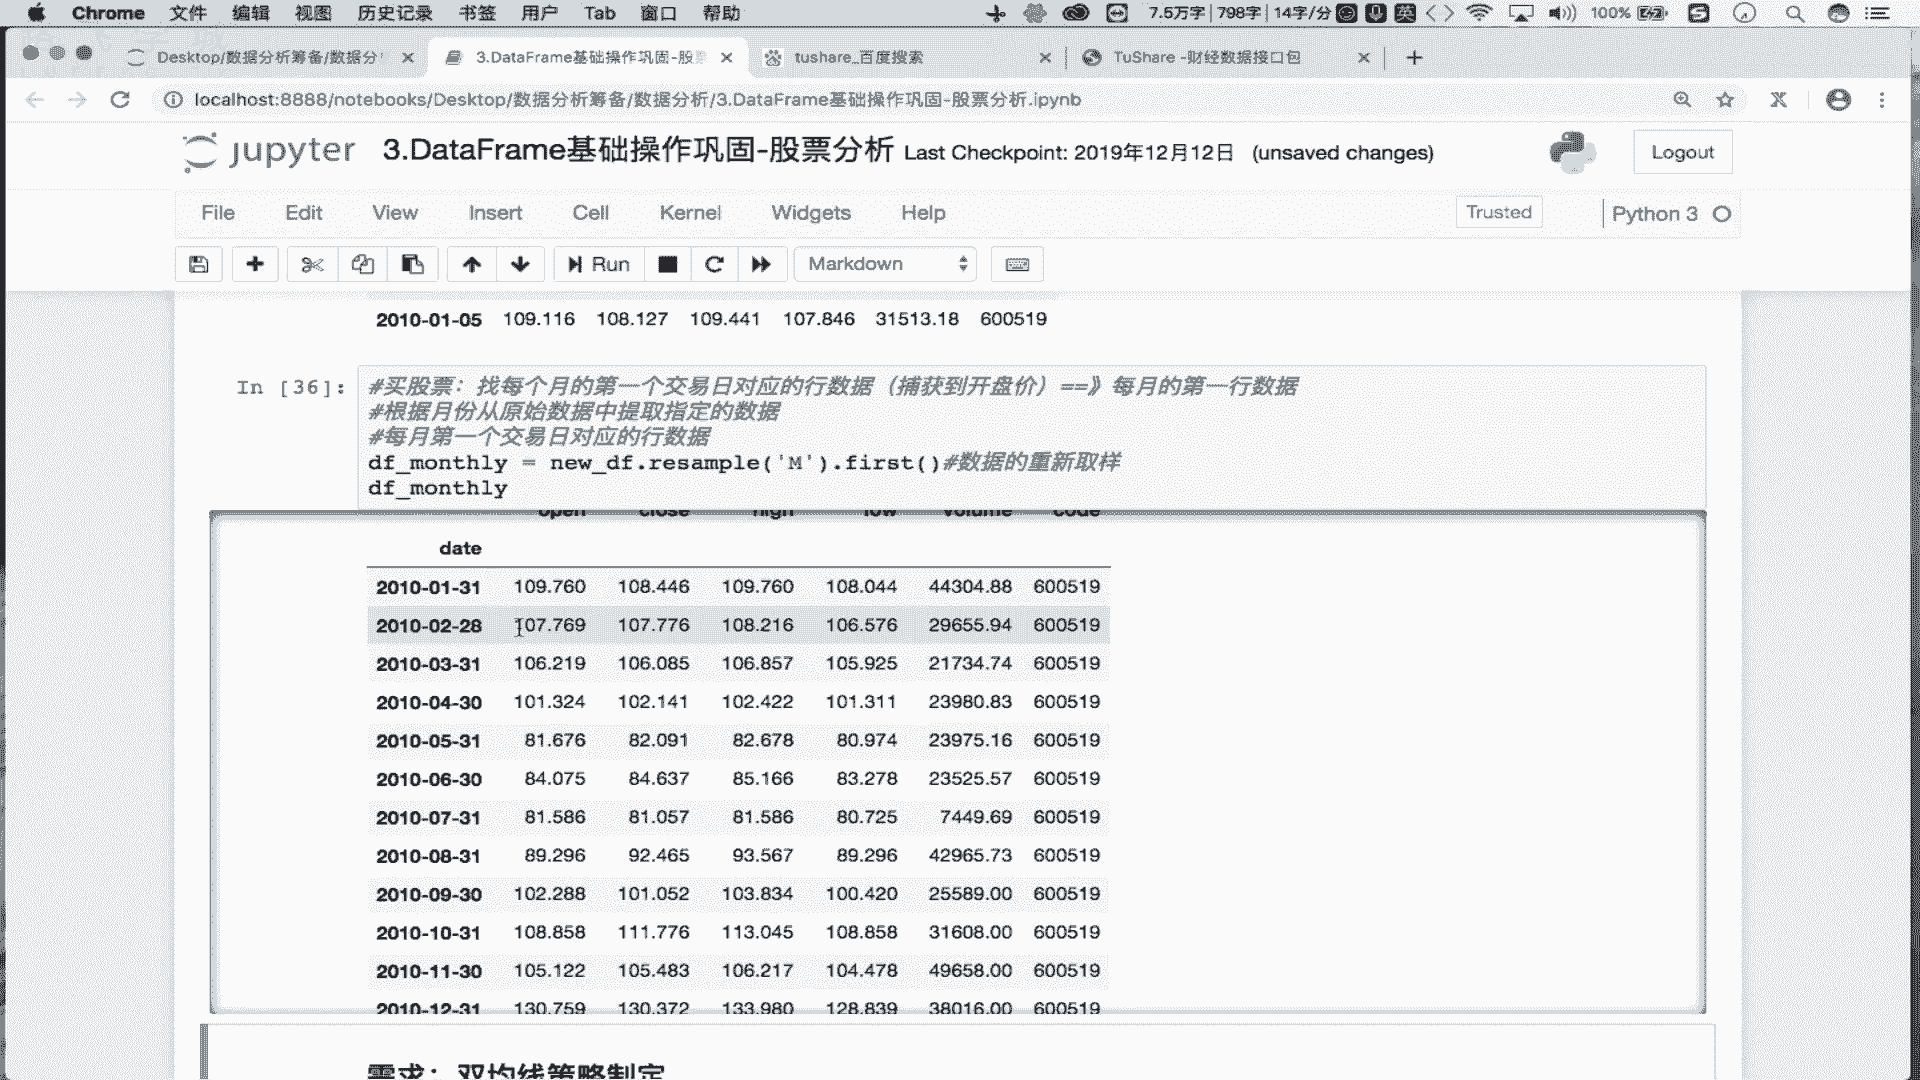 Chrome 文件 编辑 视图 历史记录 书签 用户 Tab 窗口 帮助 7.5万字 798字 14字/分 英 100%
Desktop/数据分析筹备/数据分 3.DataFrame基础操作巩固-股 tushare_百度搜索 TuShare -财经数据接口包
localhost:8888/notebooks/Desktop/数据分析筹备/数据分析/3.DataFrame基础操作巩固-股票分析.ipynb
jupyter 3.DataFrame基础操作巩固-股票分析 Last Checkpoint: 2019年12月12日 (unsaved changes) Logout
File Edit View Insert Cell Kernel Widgets Help Trusted Python 3
Run Markdown
2010-01-05 109.116 108.127 109.441 107.846 31513.18 600519
In [36]: #买股票：找每个月的第一个交易日对应的行数据（捕获到开盘价）==》每月的第一行数据
#根据月份从原始数据中提取指定的数据
#每月第一个交易日对应的行数据
df_monthly = new_df.resample('M').first()#数据的重新取样
df_monthly
open close high low volume code
date
2010-01-31 109.760 108.446 109.760 108.044 44304.88 600519
2010-02-28 107.769 107.776 108.216 106.576 29655.94 600519
2010-03-31 106.219 106.085 106.857 105.925 21734.74 600519
2010-04-30 101.324 102.141 102.422 101.311 23980.83 600519
2010-05-31 81.676 82.091 82.678 80.974 23975.16 600519
2010-06-30 84.075 84.637 85.166 83.278 23525.57 600519
2010-07-31 81.586 81.057 81.586 80.725 7449.69 600519
2010-08-31 89.296 92.465 93.567 89.296 42965.73 600519
2010-09-30 102.288 101.052 103.834 100.420 25589.00 600519
2010-10-31 108.858 111.776 113.045 108.858 31608.00 600519
2010-11-30 105.122 105.483 106.217 104.478 49658.00 600519
2010-12-31 130.759 130.372 133.980 128.839 38016.00 600519
需求：双均线策略制定